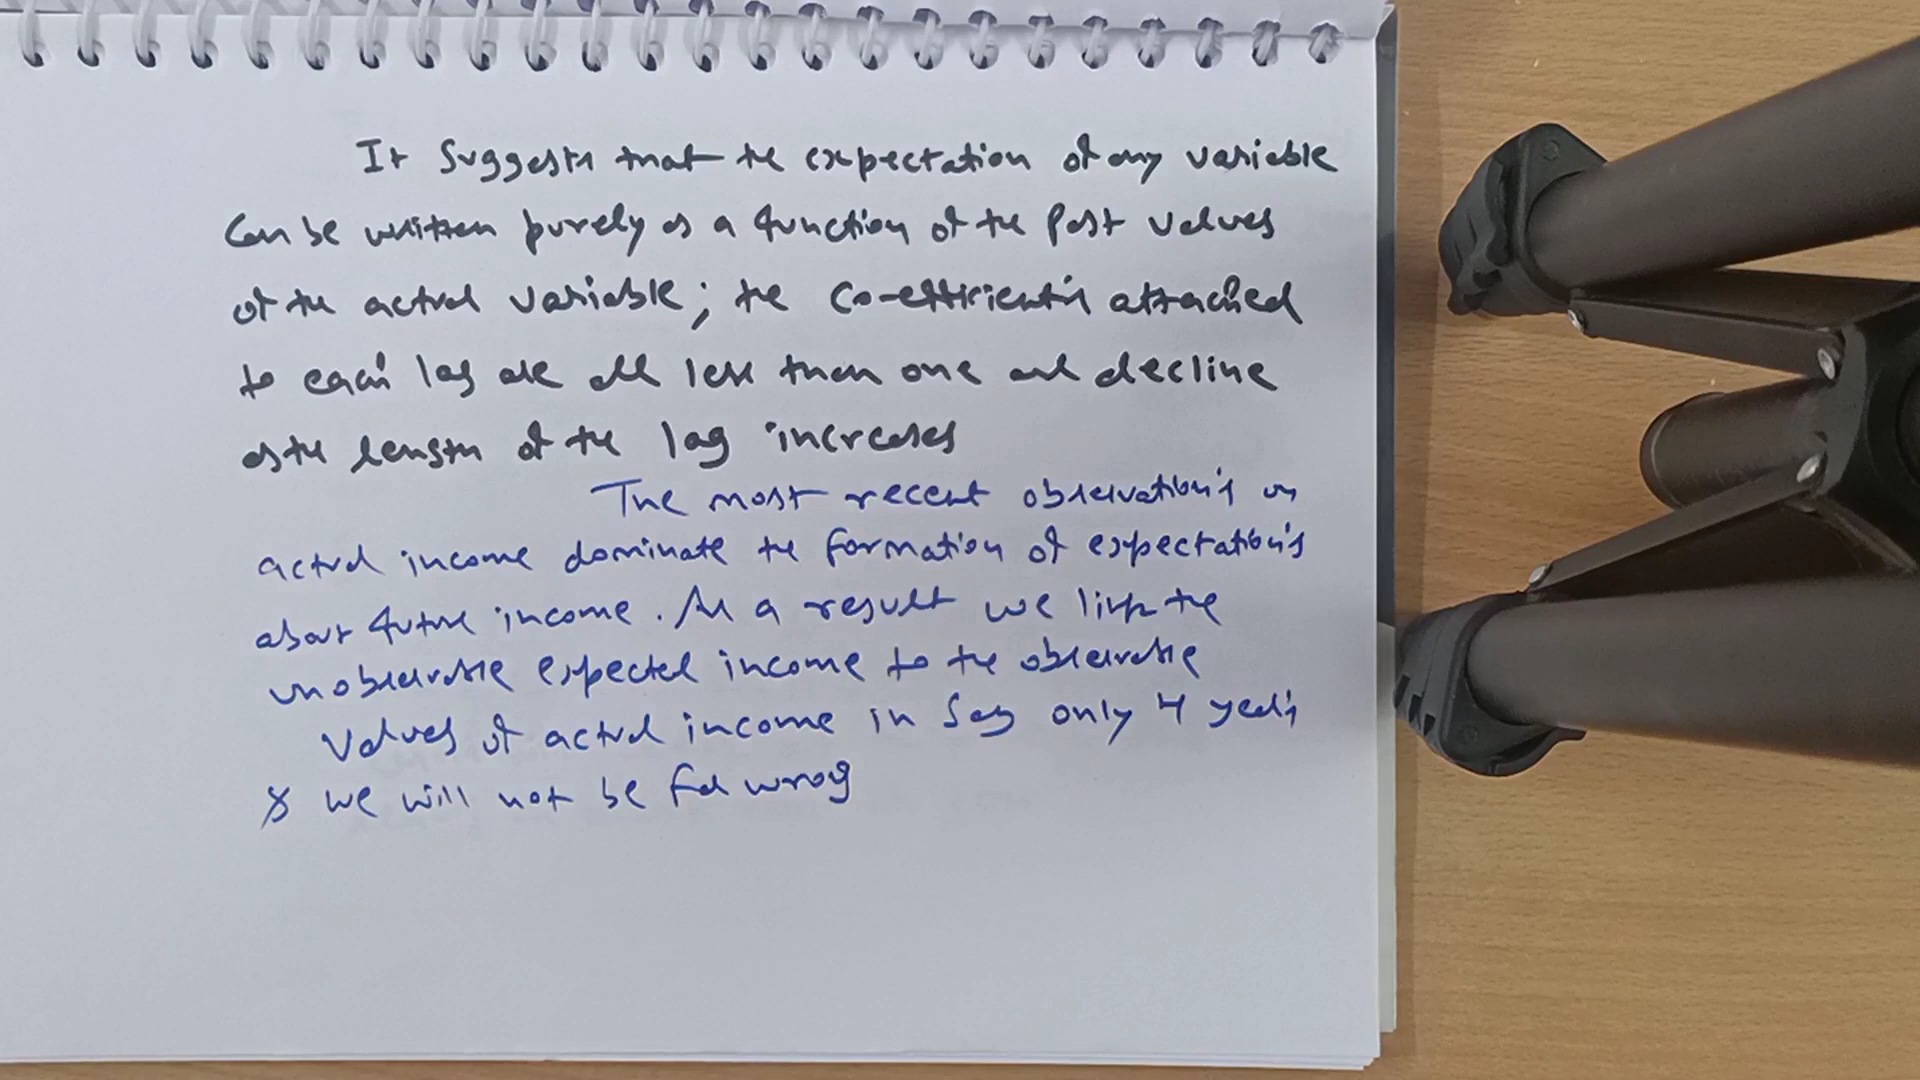 It suggests that the expectation of any variable
can be written purely as a function of the past values
of the actual variable; the co-efficients attached
to each lag are all less than one and decline
as the length of the lag increases
The most recent observations on
actual income dominate the formation of expectations
about future income. As a result we link the
unobservable expected income to the observable
values of actual income in say only 4 years
& we will not be far wrog